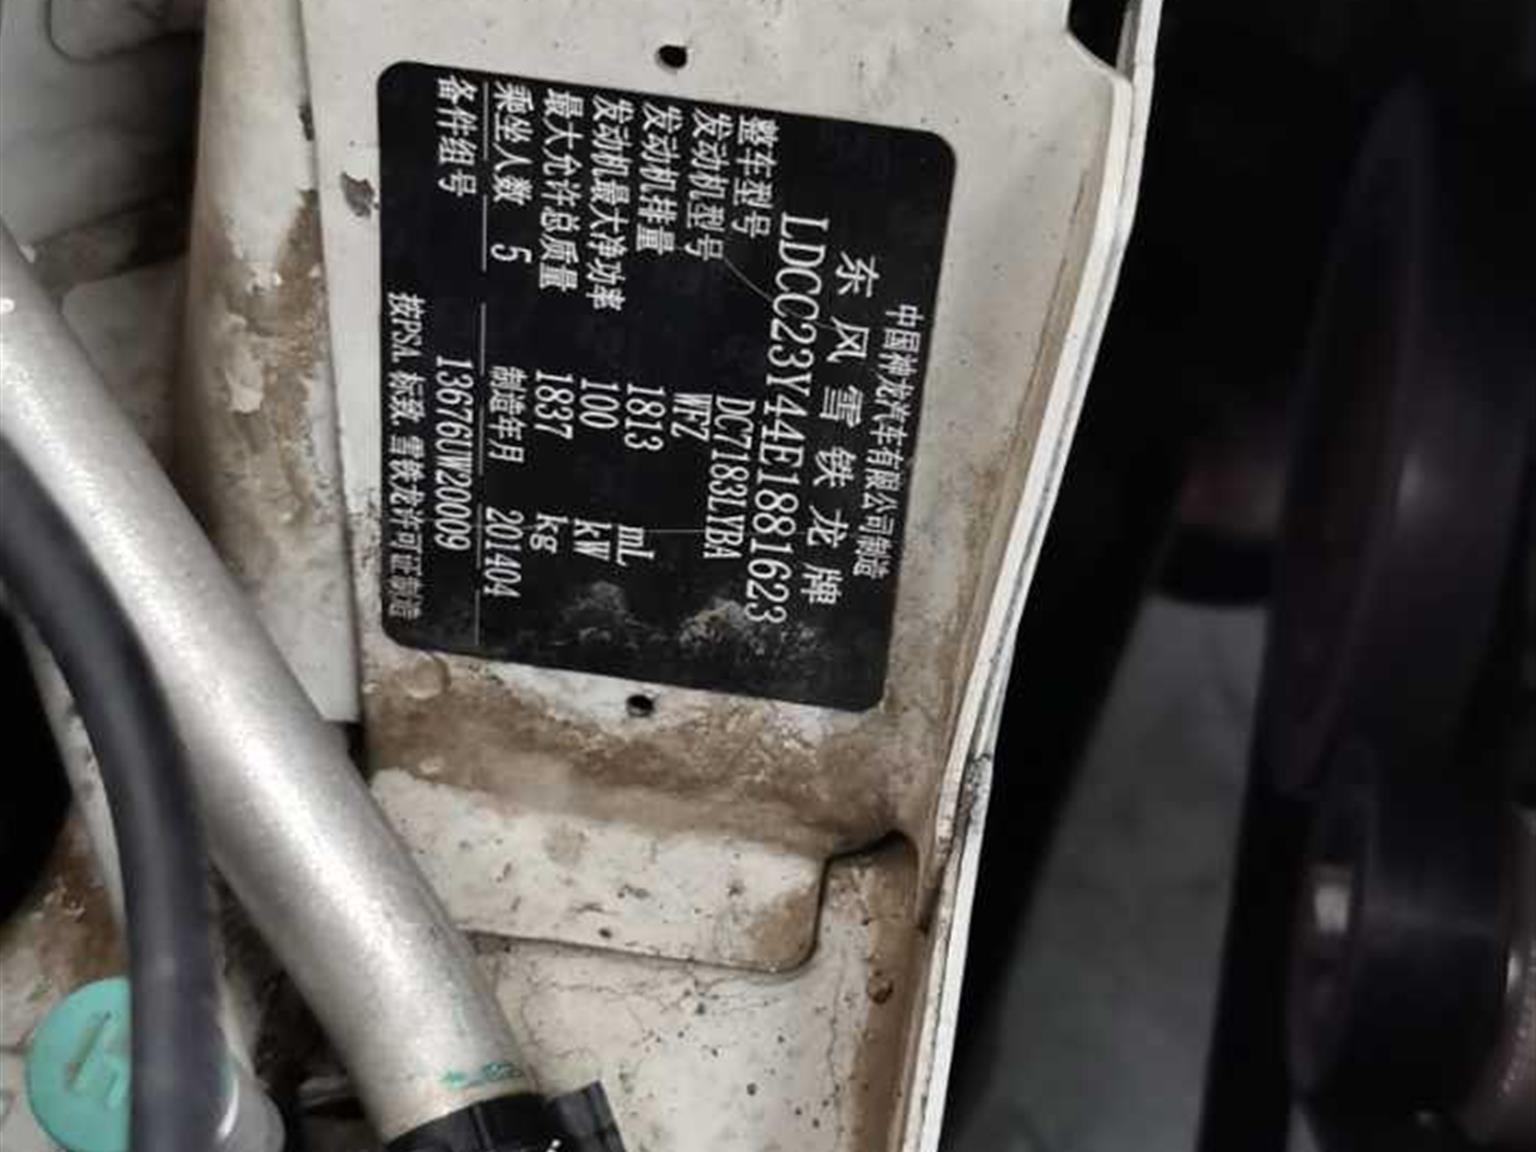 中国神龙汽车有限公司制造
东风雪铁龙牌
LDCC23Y44E1881623
整车型号 DC7183LYBA
发动机型号 WFZ
发动机排量 1813 mL
发动机最大净功率 100 kW
最大允许总质量 1837 kg
乘坐人数 5 制造年月 201404
备件组号 13676UW20009
按PSA 标致 雪铁龙许可证制造